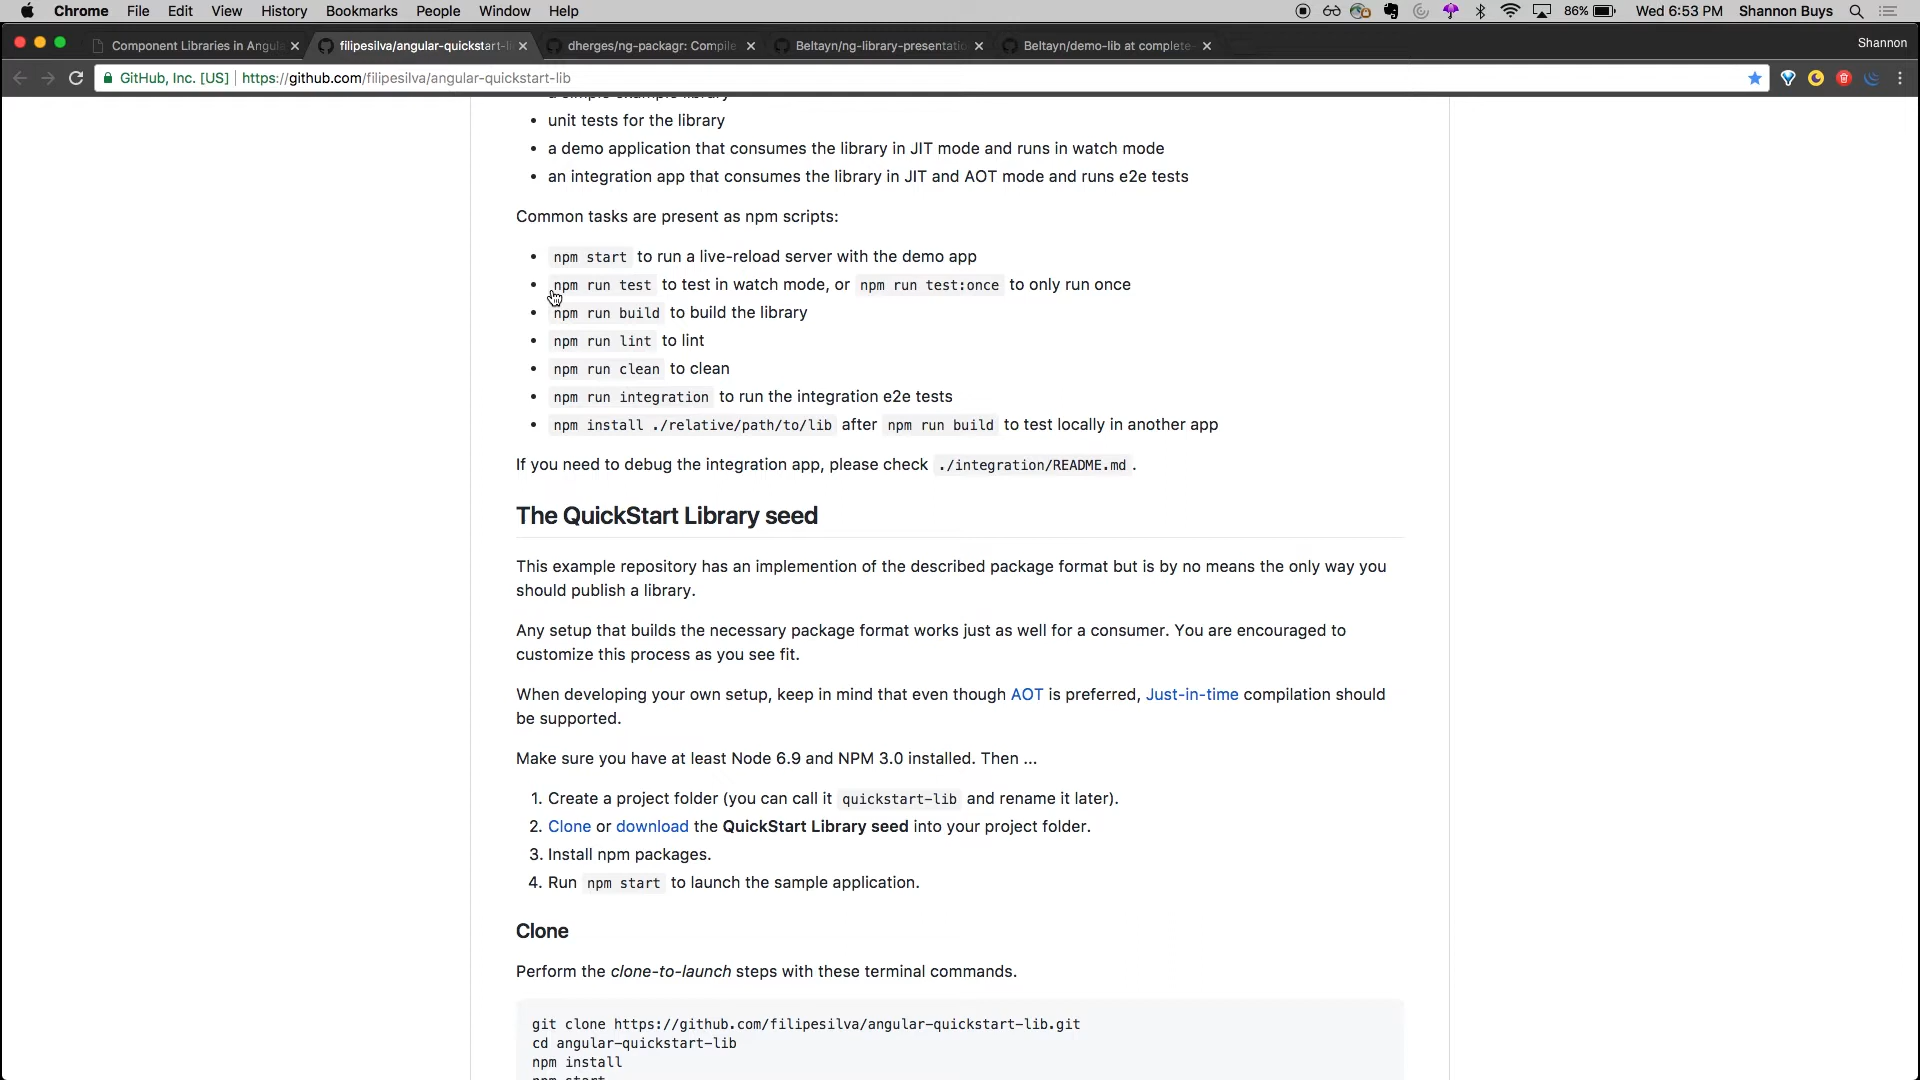 Chrome File Edit View History Bookmarks People Window Help 86% Wed 6:53 PM Shannon Buys
Component Libraries in Angula filipesilva/angular-quickstart-li dherges/ng-packagr: Compile Beltayn/ng-library-presentatio Beltayn/demo-lib at complete- Shannon
GitHub, Inc. [US] https://github.com/filipesilva/angular-quickstart-lib
• a simple example library
• unit tests for the library
• a demo application that consumes the library in JIT mode and runs in watch mode
• an integration app that consumes the library in JIT and AOT mode and runs e2e tests
Common tasks are present as npm scripts:
• npm start to run a live-reload server with the demo app
• npm run test to test in watch mode, or npm run test:once to only run once
• npm run build to build the library
• npm run lint to lint
• npm run clean to clean
• npm run integration to run the integration e2e tests
• npm install ./relative/path/to/lib after npm run build to test locally in another app
If you need to debug the integration app, please check ./integration/README.md .
The QuickStart Library seed
This example repository has an implemention of the described package format but is by no means the only way you
should publish a library.
Any setup that builds the necessary package format works just as well for a consumer. You are encouraged to
customize this process as you see fit.
When developing your own setup, keep in mind that even though AOT is preferred, Just-in-time compilation should
be supported.
Make sure you have at least Node 6.9 and NPM 3.0 installed. Then ...
1. Create a project folder (you can call it quickstart-lib and rename it later).
2. Clone or download the QuickStart Library seed into your project folder.
3. Install npm packages.
4. Run npm start to launch the sample application.
Clone
Perform the clone-to-launch steps with these terminal commands.
git clone https://github.com/filipesilva/angular-quickstart-lib.git
cd angular-quickstart-lib
npm install
npm start